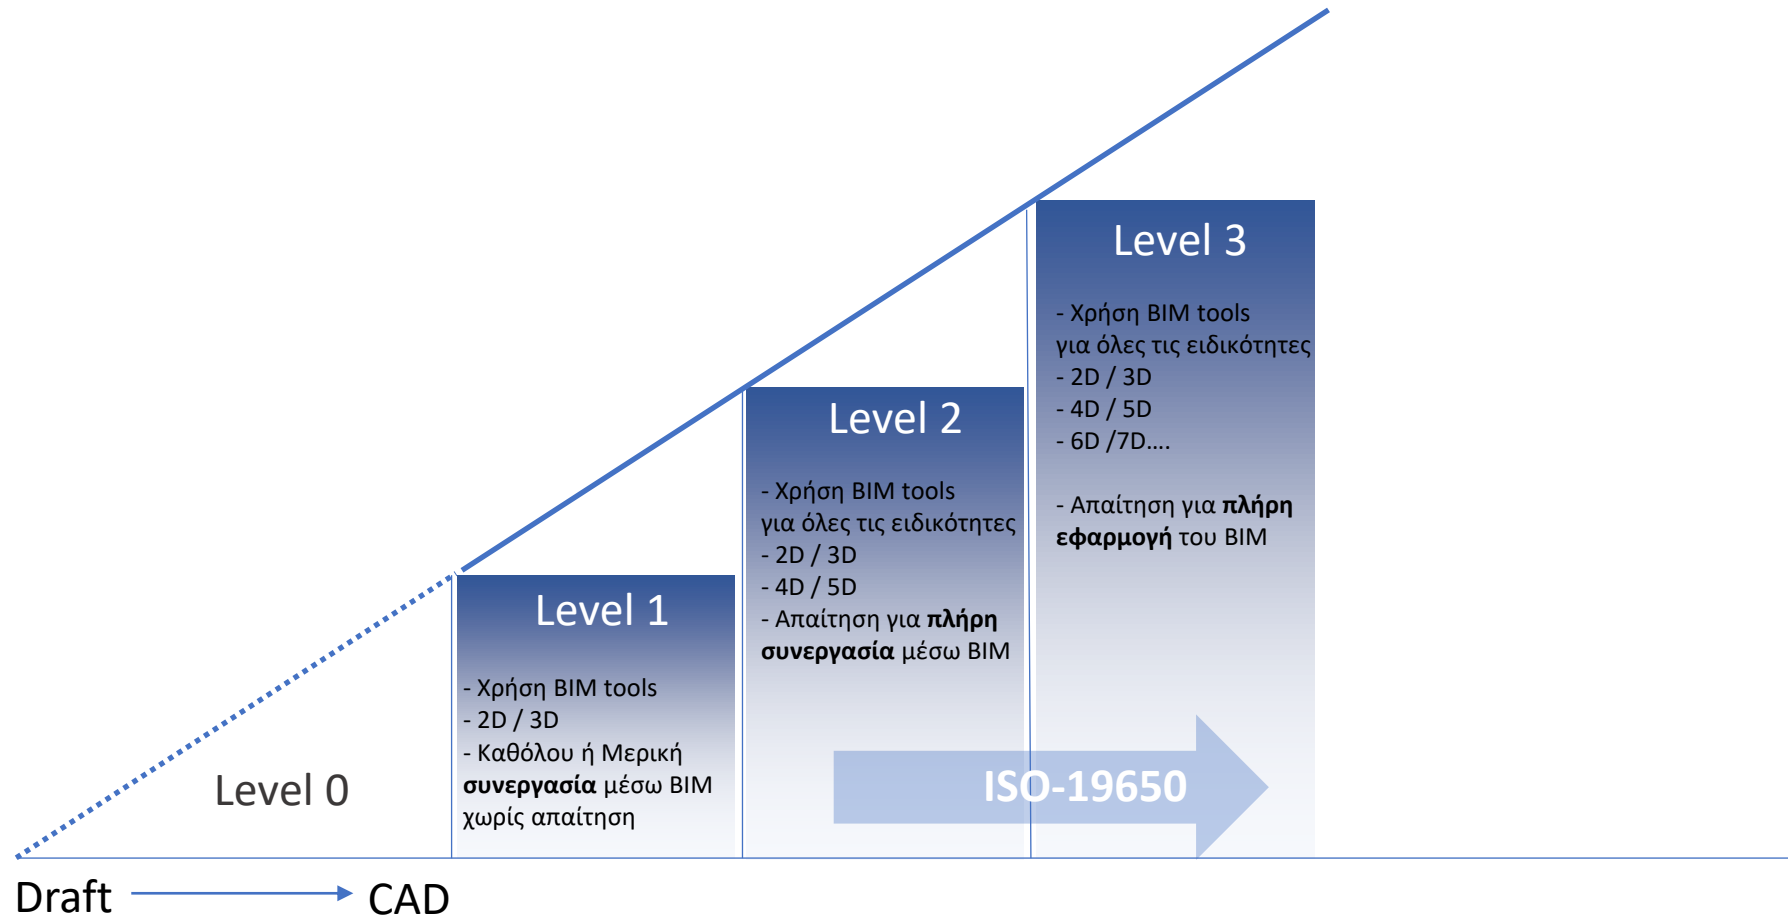 Level 3
- Χρήση BIM tools
για όλες τις ειδικότητες
- 2D / 3D
- 4D / 5D
- 6D /7D....
- Απαίτηση για πλήρη
εφαρμογή του BIM
Level 2
- Χρήση BIM tools
για όλες τις ειδικότητες
- 2D / 3D
- 4D / 5D
- Απαίτηση για πλήρη
συνεργασία μέσω BIM
Level 1
- Χρήση BIM tools
- 2D / 3D
- Καθόλου ή Μερική
συνεργασία μέσω BIM
χωρίς απαίτηση
Level 0
ISO-19650
Draft
CAD